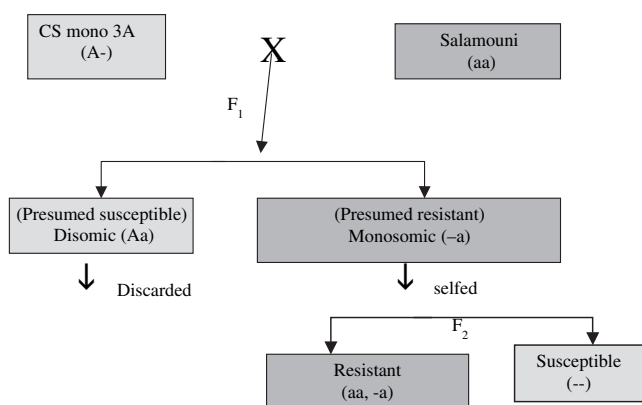 CS mono 3A
(A-)
X
Salamouni
(aa)
F1
(Presumed susceptible)
Disomic (Aa)
(Presumed resistant)
Monosomic (–a)
Discarded
selfed
F2
Resistant
(aa, -a)
Susceptible
(--)